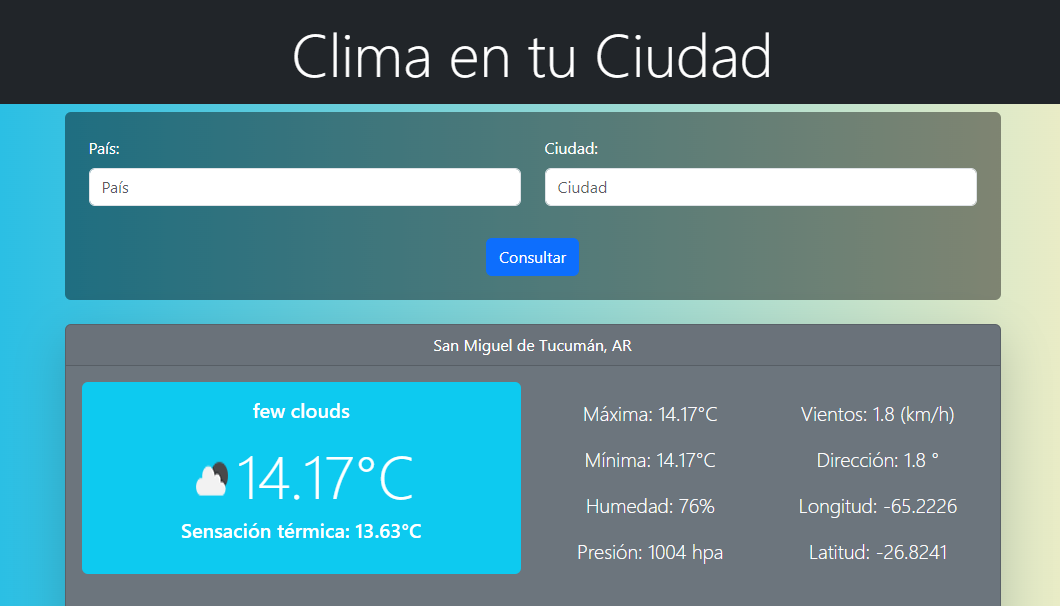 Clima en tu Ciudad
País:
Ciudad:
País
Ciudad
Consultar
San Miguel de Tucumán, AR
few clouds
14.17°C
Sensación térmica: 13.63°C
Máxima: 14.17°C
Vientos: 1.8 (km/h)
Mínima: 14.17°C
Dirección: 1.8 °
Humedad: 76%
Longitud: -65.2226
Presión: 1004 hpa
Latitud: -26.8241